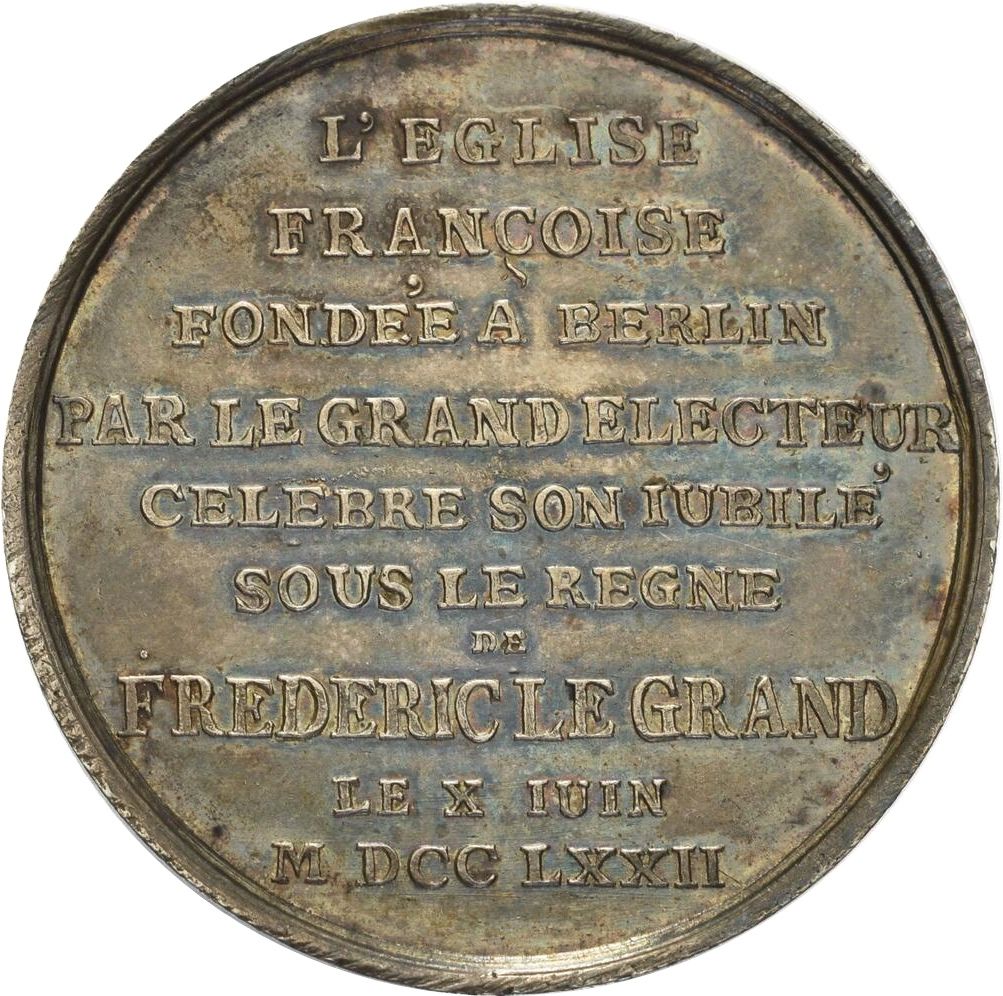 L'EGLISE
FRANÇOISE
FONDÉE À BERLIN
PAR LE GRAND ELECTEUR
CELEBRE SON IUBILÉ
SOUS LE REGNE
DE
FREDERIC LE GRAND
LE X IUIN
M DCC LXXII